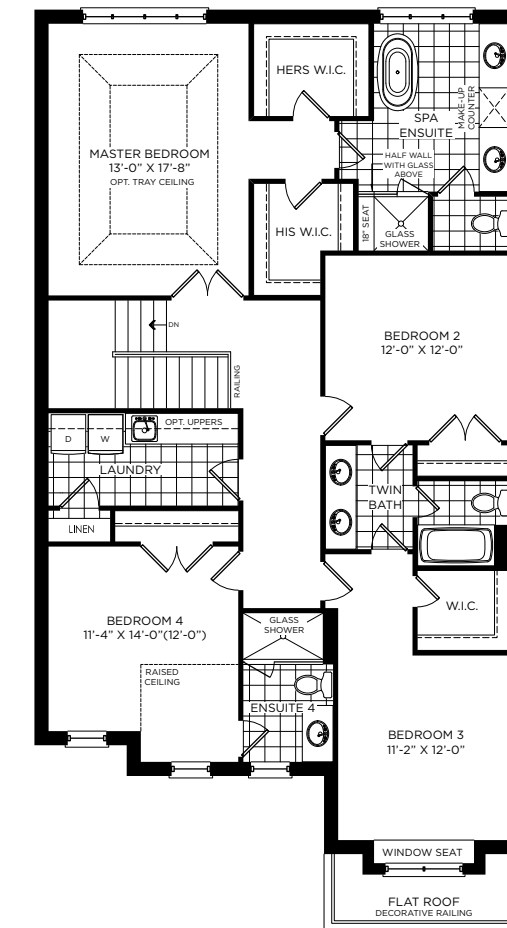 HERS W.I.C.
MAKE-UP
COUNTER
SPA
ENSUITE
MASTER BEDROOM
13'-0" X 17'-8"
OPT. TRAY CEILING
HALF WALL
WITH GLASS
ABOVE
HIS W.I.C.
18" SEAT
GLASS
SHOWER
DN
BEDROOM 2
12'-0" X 12'-0"
RAILING
OPT. UPPERS
D
W
LAUNDRY
TWIN
BATH
LINEN
W.I.C.
BEDROOM 4
11'-4" X 14'-0"(12'-0")
GLASS
SHOWER
RAISED
CEILING
ENSUITE 4
BEDROOM 3
11'-2" X 12'-0"
WINDOW SEAT
FLAT ROOF
DECORATIVE RAILING